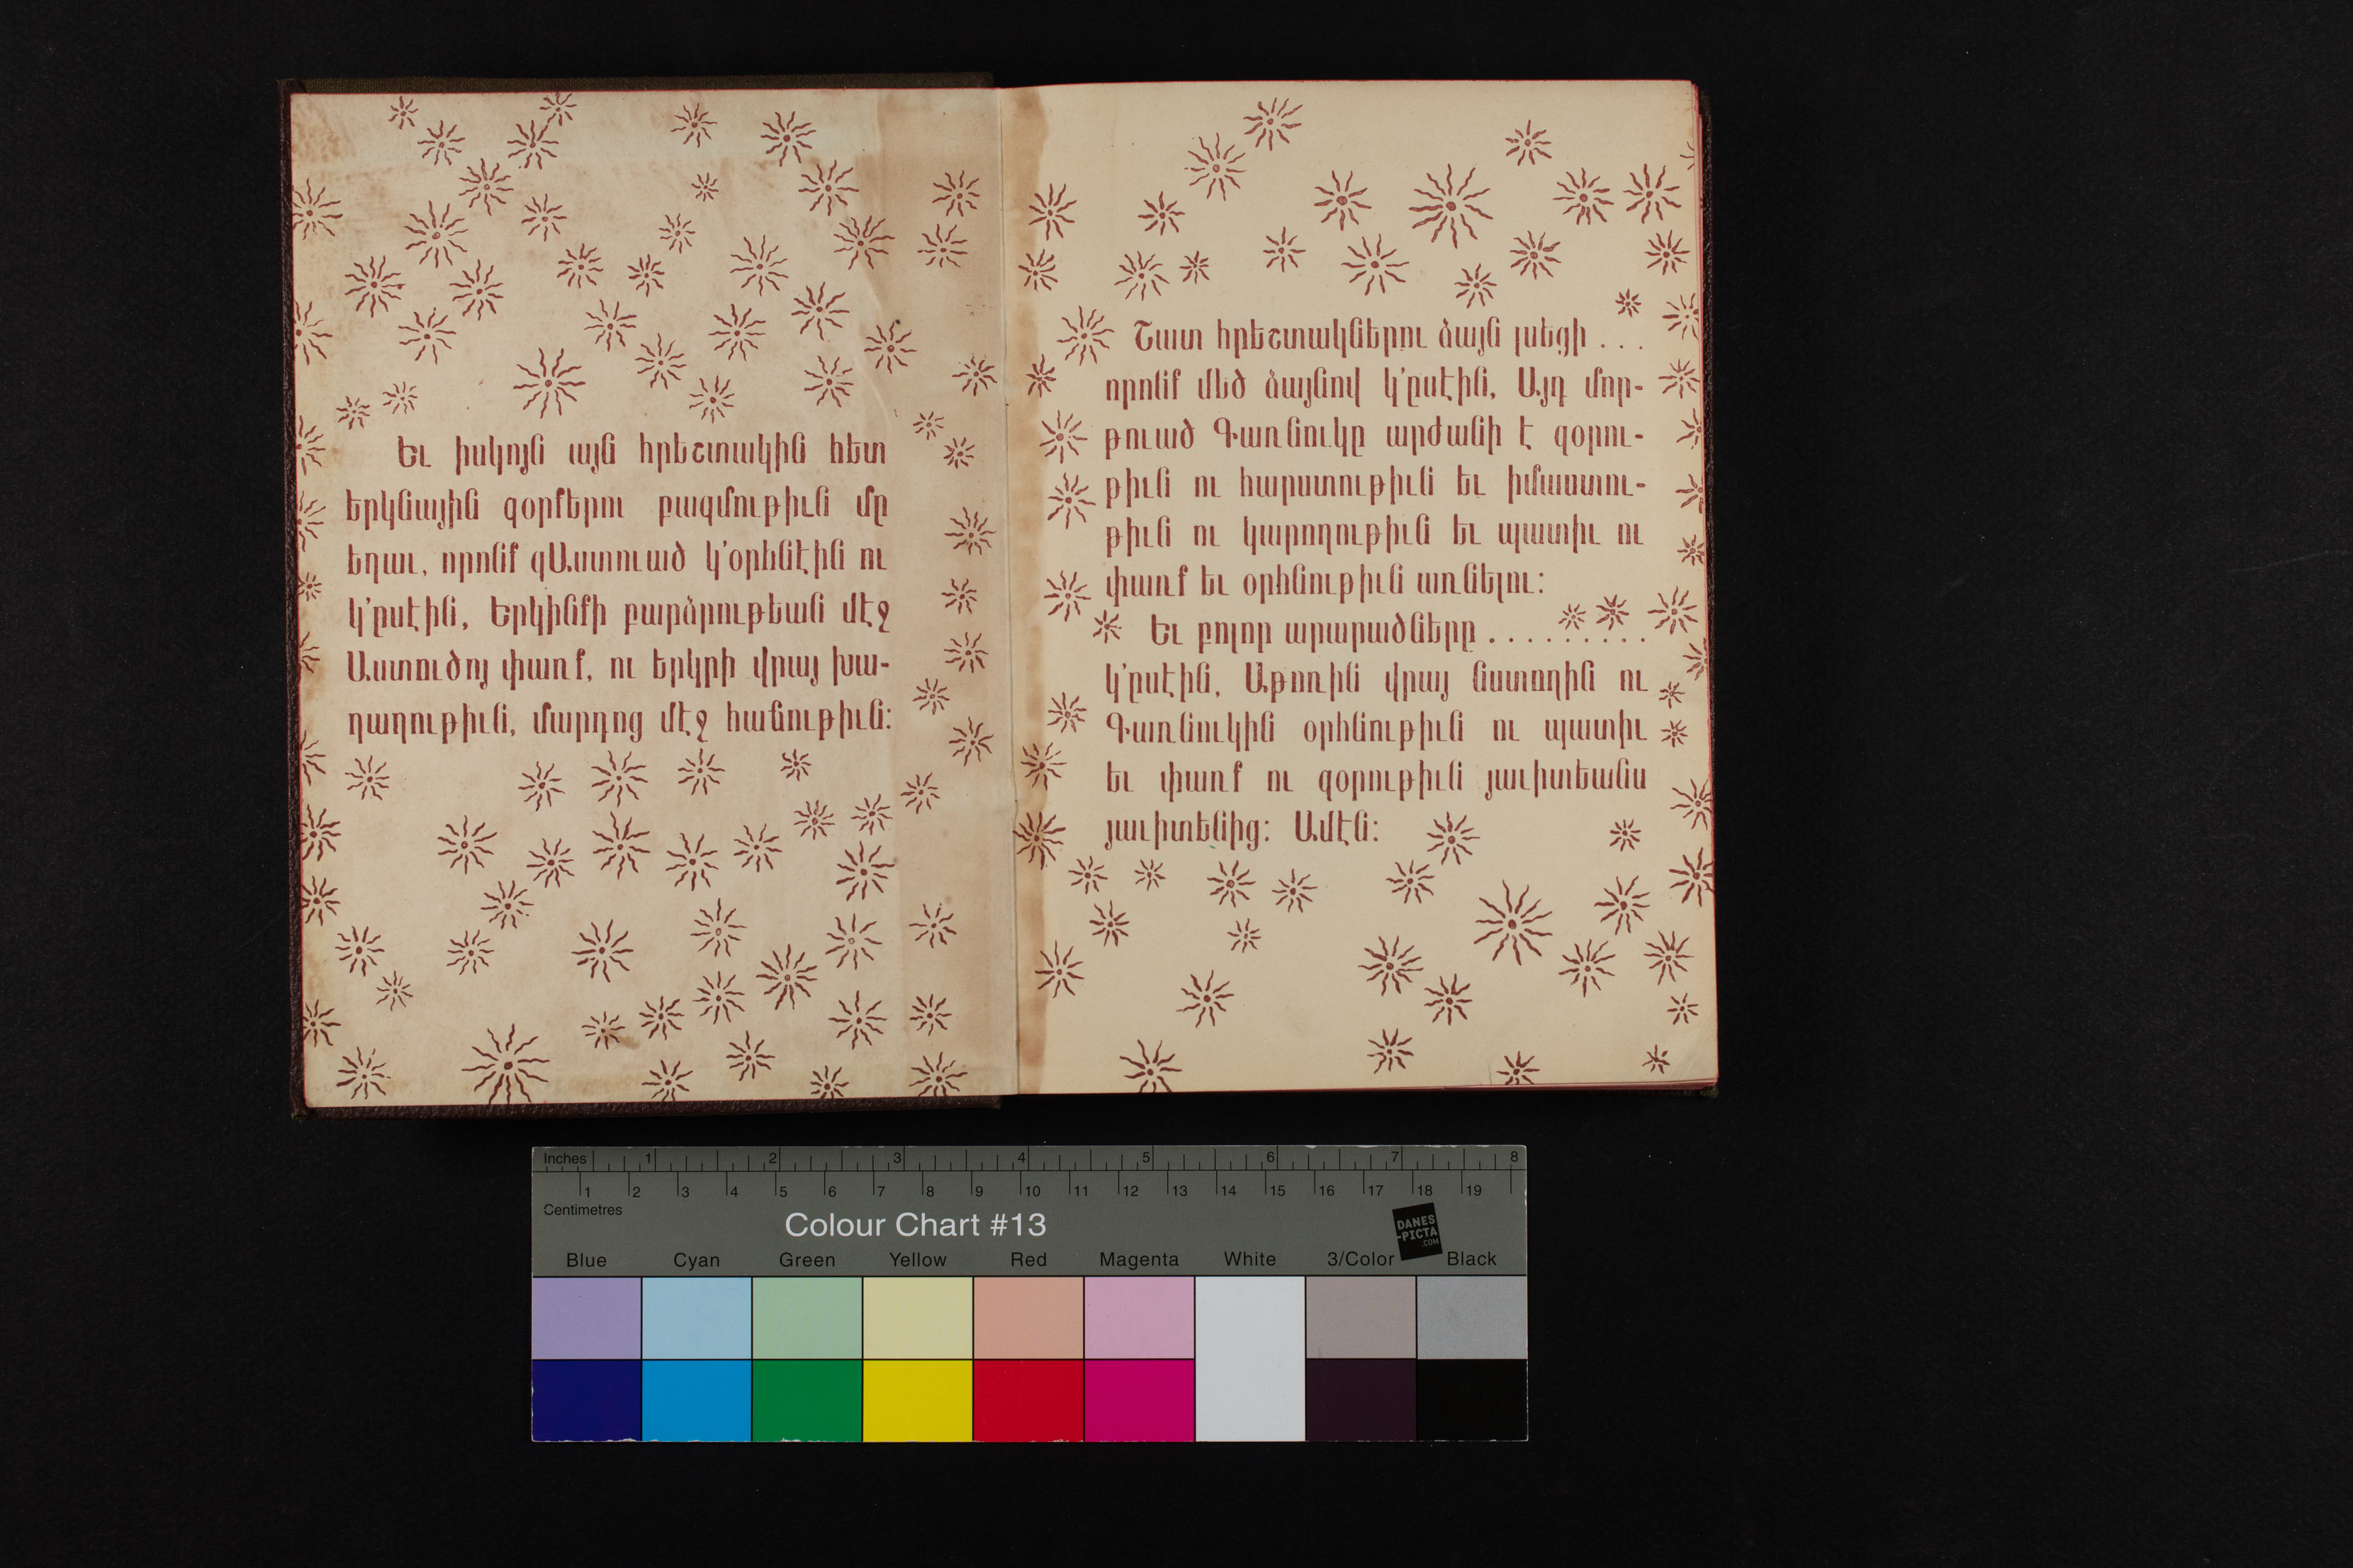 Եւ իսկոյն այն հրեշտակին հետ
երկնային զօրքերու բազմութիւն մը
եղաւ, որոնք զԱստուած կ՚օրհնէին ու
կ՚ըսէին, Երկինքի բարձրութեան մէջ
Աստուծոյ փառք, ու երկրի վրայ խա-
ղաղութիւն, մարդոց մէջ հանութիւն։
Շատ հրեշտակներու ձայն լսեցի . . .
որոնք մեծ ձայնով կ՚ըսէին, Այդ մոր-
թուած Գառնուկը արժանի է զօրու-
թիւն ու հարստութիւն եւ իմաստու-
թիւն ու կարողութիւն եւ պատիւ ու
փառք եւ օրհնութիւն առնելու։
Եւ բոլոր արարածները . . . . . . . . .
կ՚ըսէին, Աթոռին վրայ նստողին ու
Գառնուկին օրհնութիւն ու պատիւ
եւ փառք ու զօրութիւն յաւիտեանս
յաւիտենից։ Ամէն։
Inches 1 2 3 4 5 6 7 8
1 2 3 4 5 6 7 8 9 10 11 12 13 14 15 16 17 18 19
Centimetres
Colour Chart #13
DANES
-PICTA
.COM
Blue Cyan Green Yellow Red Magenta White 3/Color Black